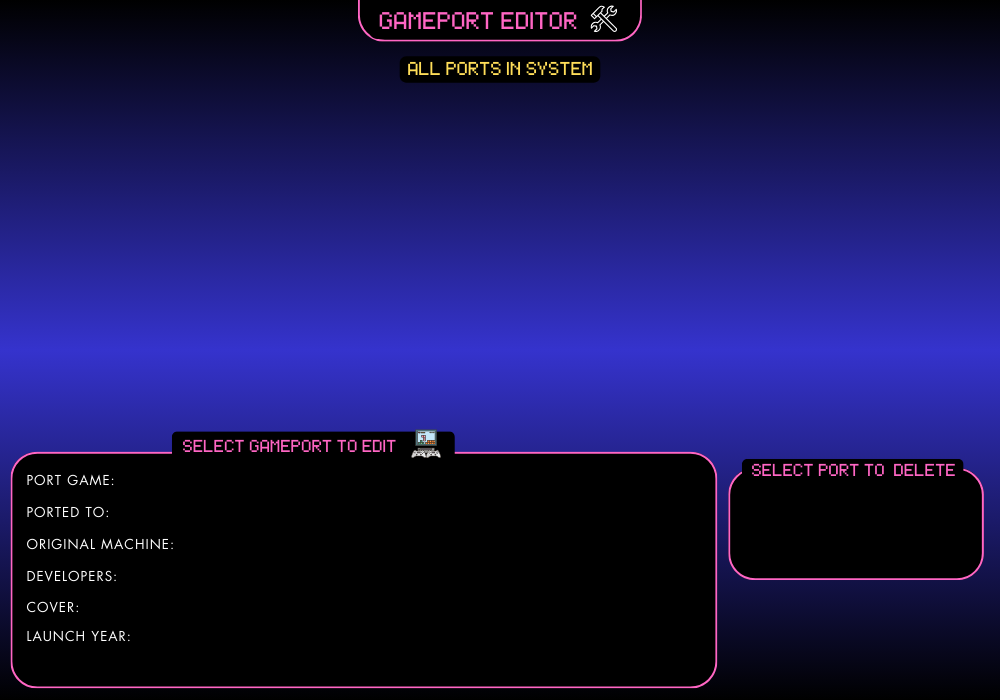 GAMEPORT EDITOR
ALL PORTS IN SYSTEM
SELECT GAMEPORT TO EDIT
PORT GAME:
PORTED TO:
ORIGINAL MACHINE:
DEVELOPERS:
COVER:
LAUNCH YEAR:
SELECT PORT TO DELETE